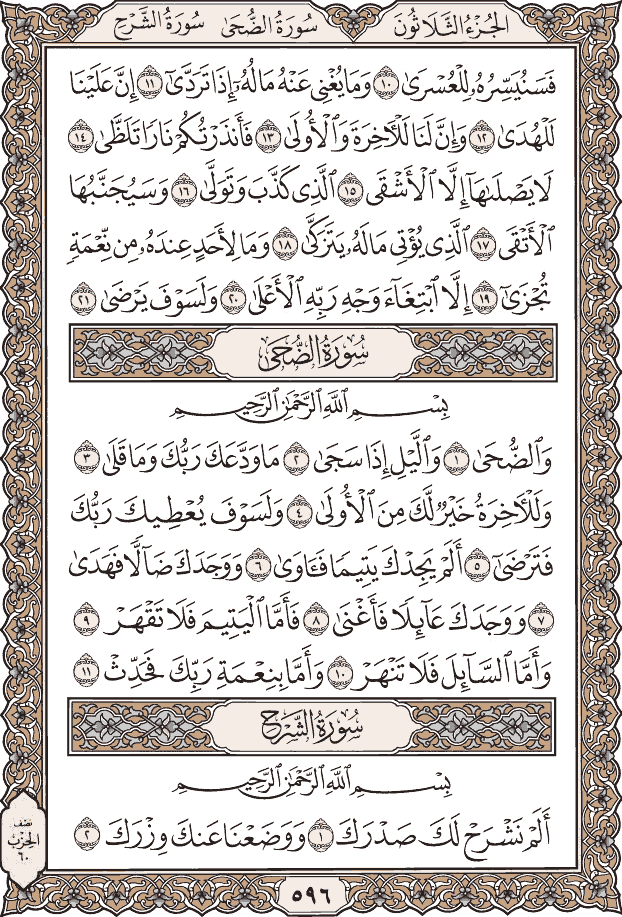 الجُزْءُ الثَّلَاثُونَ سُورَةُ الضُّحَى سُورَةُ الشَّرْح
فَسَنُيَسِّرُهُۥ لِلْعُسْرَىٰ ١٠ وَمَا يُغْنِى عَنْهُ مَالُهُۥٓ إِذَا تَرَدَّىٰٓ ١١ إِنَّ عَلَيْنَا
لَلْهُدَىٰ ١٢ وَإِنَّ لَنَا لَلْـَٔاخِرَةَ وَٱلْأُولَىٰ ١٣ فَأَنذَرْتُكُمْ نَارًا تَلَظَّىٰ ١٤
لَا يَصْلَىٰهَآ إِلَّا ٱلْأَشْقَى ١٥ ٱلَّذِى كَذَّبَ وَتَوَلَّىٰ ١٦ وَسَيُجَنَّبُهَا
ٱلْأَتْقَى ١٧ ٱلَّذِى يُؤْتِى مَالَهُۥ يَتَزَكَّىٰ ١٨ وَمَا لِأَحَدٍ عِندَهُۥ مِن نِّعْمَةٍ
تُجْزَىٰٓ ١٩ إِلَّا ٱبْتِغَآءَ وَجْهِ رَبِّهِ ٱلْأَعْلَىٰ ٢٠ وَلَسَوْفَ يَرْضَىٰ ٢١
سُورَةُ الضُّحَى
بِسْمِ ٱللَّهِ ٱلرَّحْمَٰنِ ٱلرَّحِيمِ
وَٱلضُّحَىٰ ١ وَٱلَّيْلِ إِذَا سَجَىٰ ٢ مَا وَدَّعَكَ رَبُّكَ وَمَا قَلَىٰ ٣
وَلَلْـَٔاخِرَةُ خَيْرٌ لَّكَ مِنَ ٱلْأُولَىٰ ٤ وَلَسَوْفَ يُعْطِيكَ رَبُّكَ
فَتَرْضَىٰٓ ٥ أَلَمْ يَجِدْكَ يَتِيمًا فَـَٔاوَىٰ ٦ وَوَجَدَكَ ضَآلًّا فَهَدَىٰ
٧ وَوَجَدَكَ عَآئِلًا فَأَغْنَىٰ ٨ فَأَمَّا ٱلْيَتِيمَ فَلَا تَقْهَرْ ٩
وَأَمَّا ٱلسَّآئِلَ فَلَا تَنْهَرْ ١٠ وَأَمَّا بِنِعْمَةِ رَبِّكَ فَحَدِّثْ ١١
سُورَةُ الشَّرْح
بِسْمِ ٱللَّهِ ٱلرَّحْمَٰنِ ٱلرَّحِيمِ
أَلَمْ نَشْرَحْ لَكَ صَدْرَكَ ١ وَوَضَعْنَا عَنكَ وِزْرَكَ ٢
نصف
الحزب
٦٠
٥٩٦